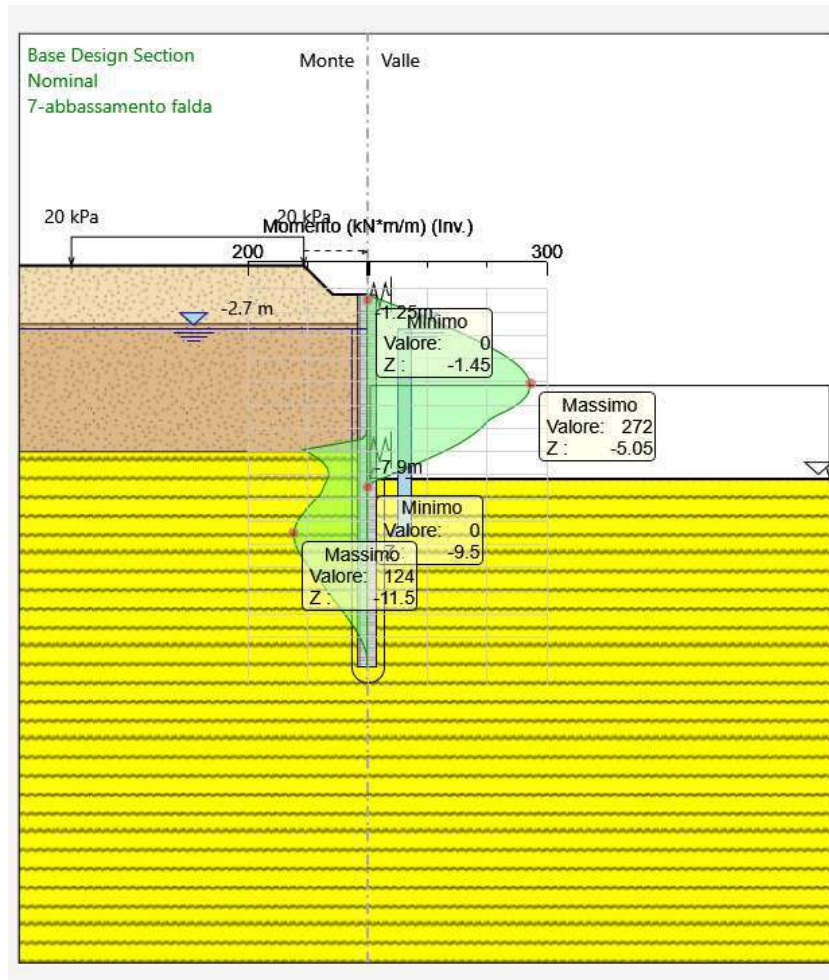 Base Design Section
Nominal
7-abbassamento falda
Monte
Valle
20 kPa
20 kPa
Momento (kN*m/m) (Inv.)
200
300
-2.7 m
-1.25m
Minimo
Valore: 0
Z : -1.45
Massimo
Valore: 272
Z : -5.05
-7.9m
Minimo
Valore: 0
Z : -9.5
Massimo
Valore: 124
Z : -11.5